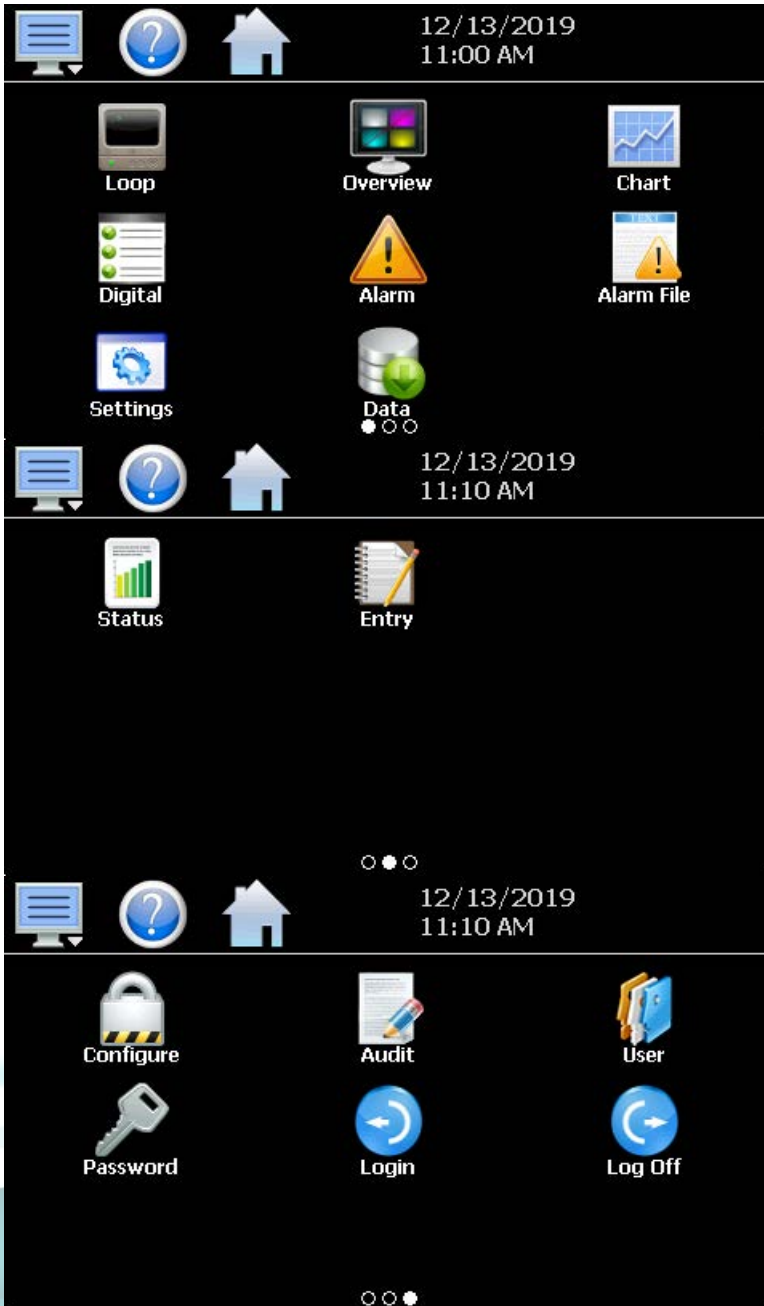 12/13/2019
11:00 AM
Loop
Overview
Chart
TEXT
Digital
Alarm
Alarm File
Settings
Data
12/13/2019
11:10 AM
Status
Entry
12/13/2019
11:10 AM
Configure
Audit
User
Password
Login
Log Off